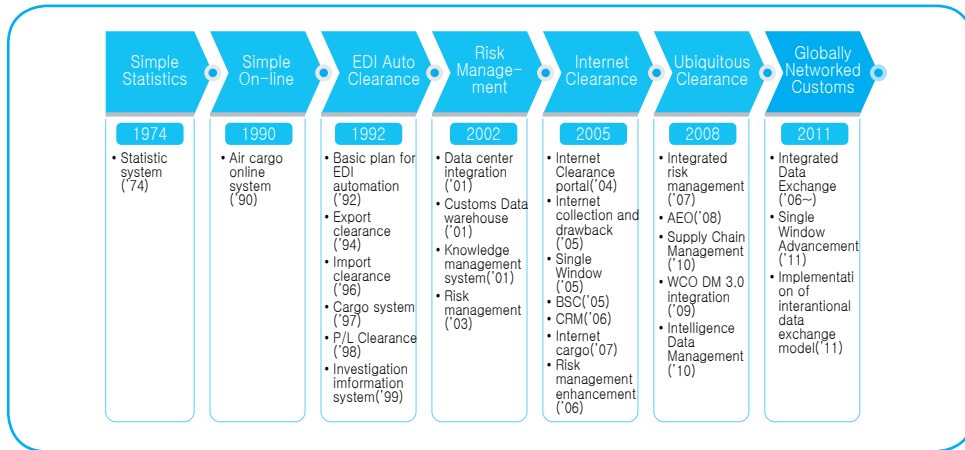 Simple
Statistics
Simple
On-line
EDI Auto
Clearance
Risk
Manage-
ment
Internet
Clearance
Ubiquitous
Clearance
Globally
Networked
Customs
1974
• Statistic
system
('74)
1990
• Air cargo
online
system
('90)
1992
• Basic plan for
EDI
automation
('92)
• Export
clearance
('94)
• Import
clearance
('96)
• Cargo system
('97)
• P/L Clearance
('98)
• Investigation
imformation
system('99)
2002
• Data center
integration
('01)
• Customs Data
warehouse
('01)
• Knowledge
management
system('01)
• Risk
management
('03)
2005
• Internet
Clearance
portal('04)
• Internet
collection and
drawback
('05)
• Single
Window
('05)
• BSC('05)
• CRM('06)
• Internet
cargo('07)
• Risk
management
enhancement
('06)
2008
• Integrated
risk
management
('07)
• AEO('08)
• Supply Chain
Management
('10)
• WCO DM 3.0
integration
('09)
• Intelligence
Data
Management
('10)
2011
• Integrated
Data
Exchange
('06~)
• Single
Window
Advancement
('11)
• Implementati
on of
interantional
data
exchange
model('11)